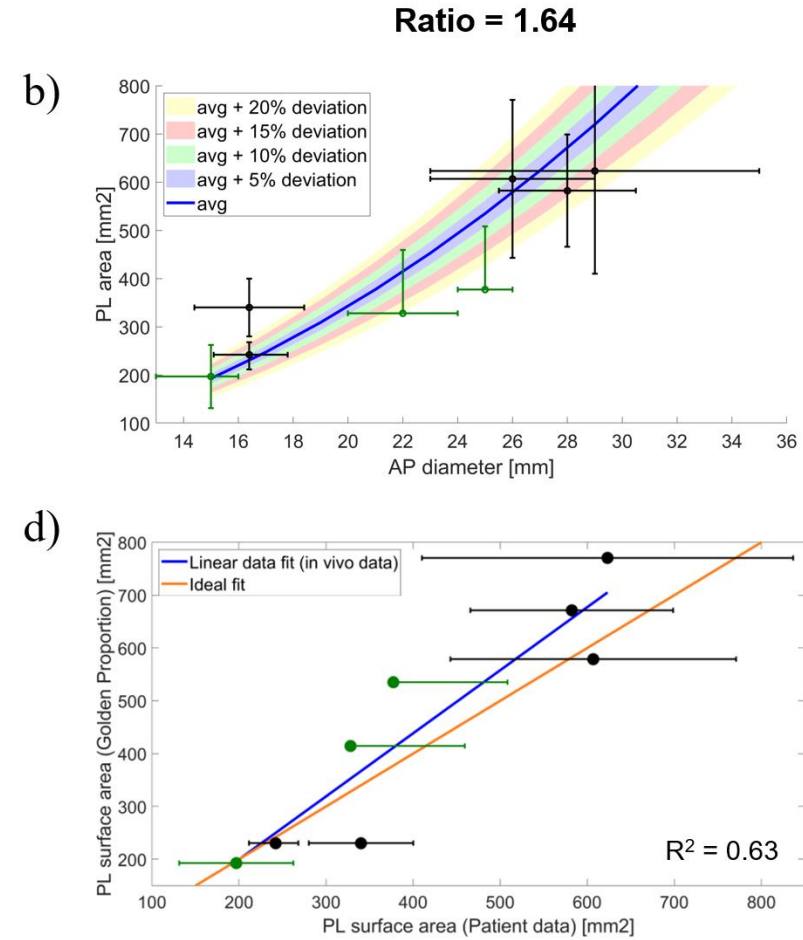 Ratio = 1.64
b)
800
700
600
500
400
300
200
100
PL area [mm2]
avg + 20% deviation
avg + 15% deviation
avg + 10% deviation
avg + 5% deviation
avg
14 16 18 20 22 24 26 28 30 32 34 36
AP diameter [mm]
d)
800
700
600
500
400
300
200
PL surface area (Golden Proportion) [mm2]
Linear data fit (in vivo data)
Ideal fit
R² = 0.63
100 200 300 400 500 600 700 800
PL surface area (Patient data) [mm2]